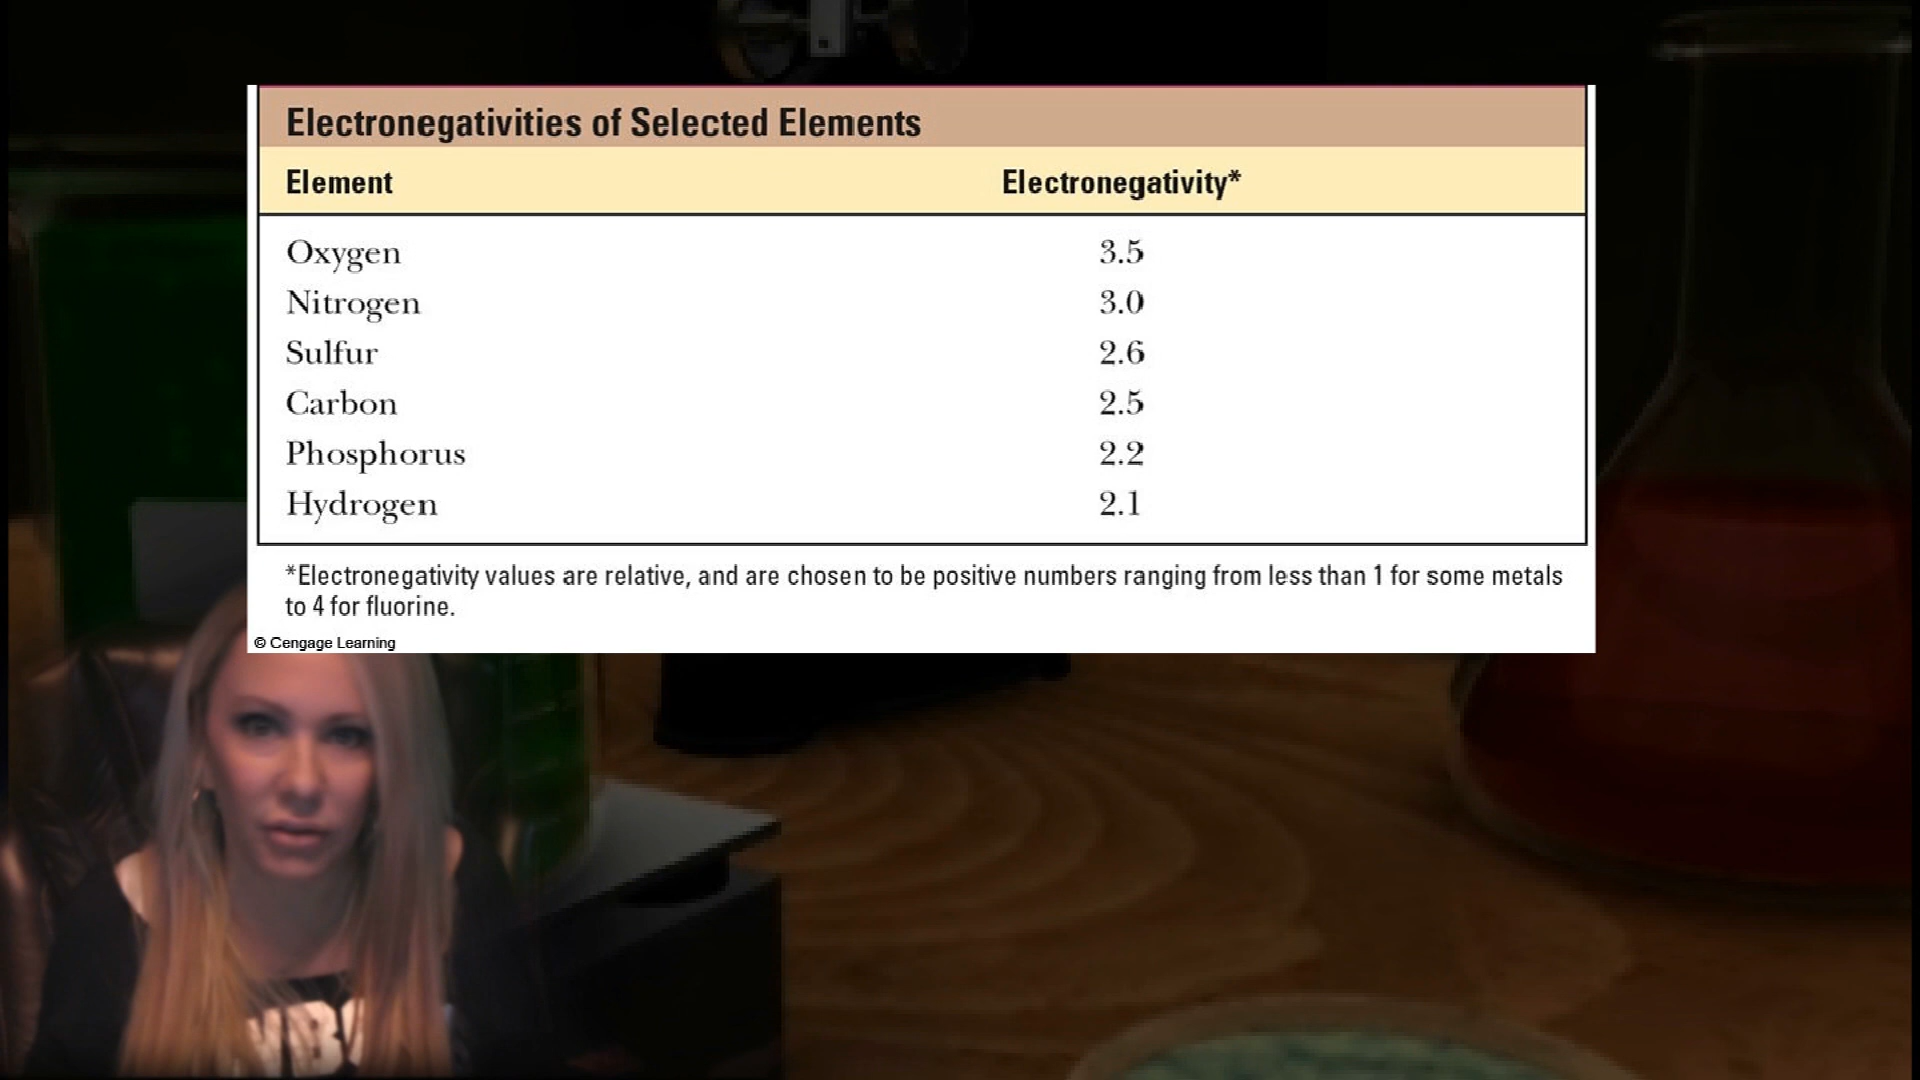 Electronegativities of Selected Elements
Element Electronegativity*
Oxygen 3.5
Nitrogen 3.0
Sulfur 2.6
Carbon 2.5
Phosphorus 2.2
Hydrogen 2.1
*Electronegativity values are relative, and are chosen to be positive numbers ranging from less than 1 for some metals
to 4 for fluorine.
© Cengage Learning